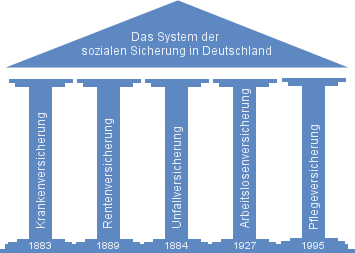 Das System der
sozialen Sicherung in Deutschland
Krankenversicherung
Rentenversicherung
Unfallversicherung
Arbeitslosenversicherung
Pflegeversicherung
1883
1889
1884
1927
1995